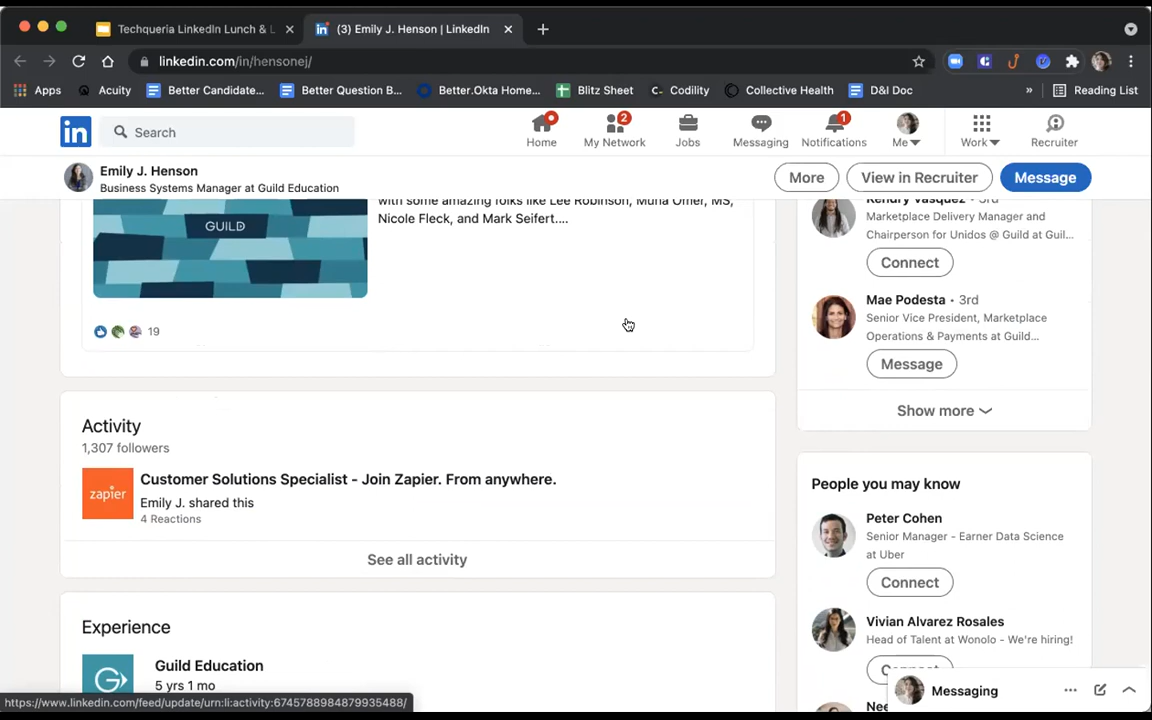 Techqueria LinkedIn Lunch & L
(3) Emily J. Henson | LinkedIn
linkedin.com/in/hensonej/
Apps
Acuity
Better Candidate...
Better Question B...
Better.Okta Home...
Blitz Sheet
Codility
Collective Health
D&I Doc
»
Reading List
in
Search
Home
2
My Network
Jobs
Messaging
1
Notifications
Me
Work
Recruiter
Emily J. Henson
Business Systems Manager at Guild Education
More
View in Recruiter
Message
with some amazing folks like Lee Robinson, Muna Omer, MS,
Nicole Fleck, and Mark Seifert....
GUILD
19
Activity
1,307 followers
zapier
Customer Solutions Specialist - Join Zapier. From anywhere.
Emily J. shared this
4 Reactions
See all activity
Experience
Guild Education
5 yrs 1 mo
https://www.linkedin.com/feed/update/urn:li:activity:6745788984879935488/
Kendry Vasquez • 3rd
Marketplace Delivery Manager and
Chairperson for Unidos @ Guild at Guil...
Connect
Mae Podesta • 3rd
Senior Vice President, Marketplace
Operations & Payments at Guild...
Message
Show more
People you may know
Peter Cohen
Senior Manager - Earner Data Science
at Uber
Connect
Vivian Alvarez Rosales
Head of Talent at Wonolo - We're hiring!
Connect
Messaging